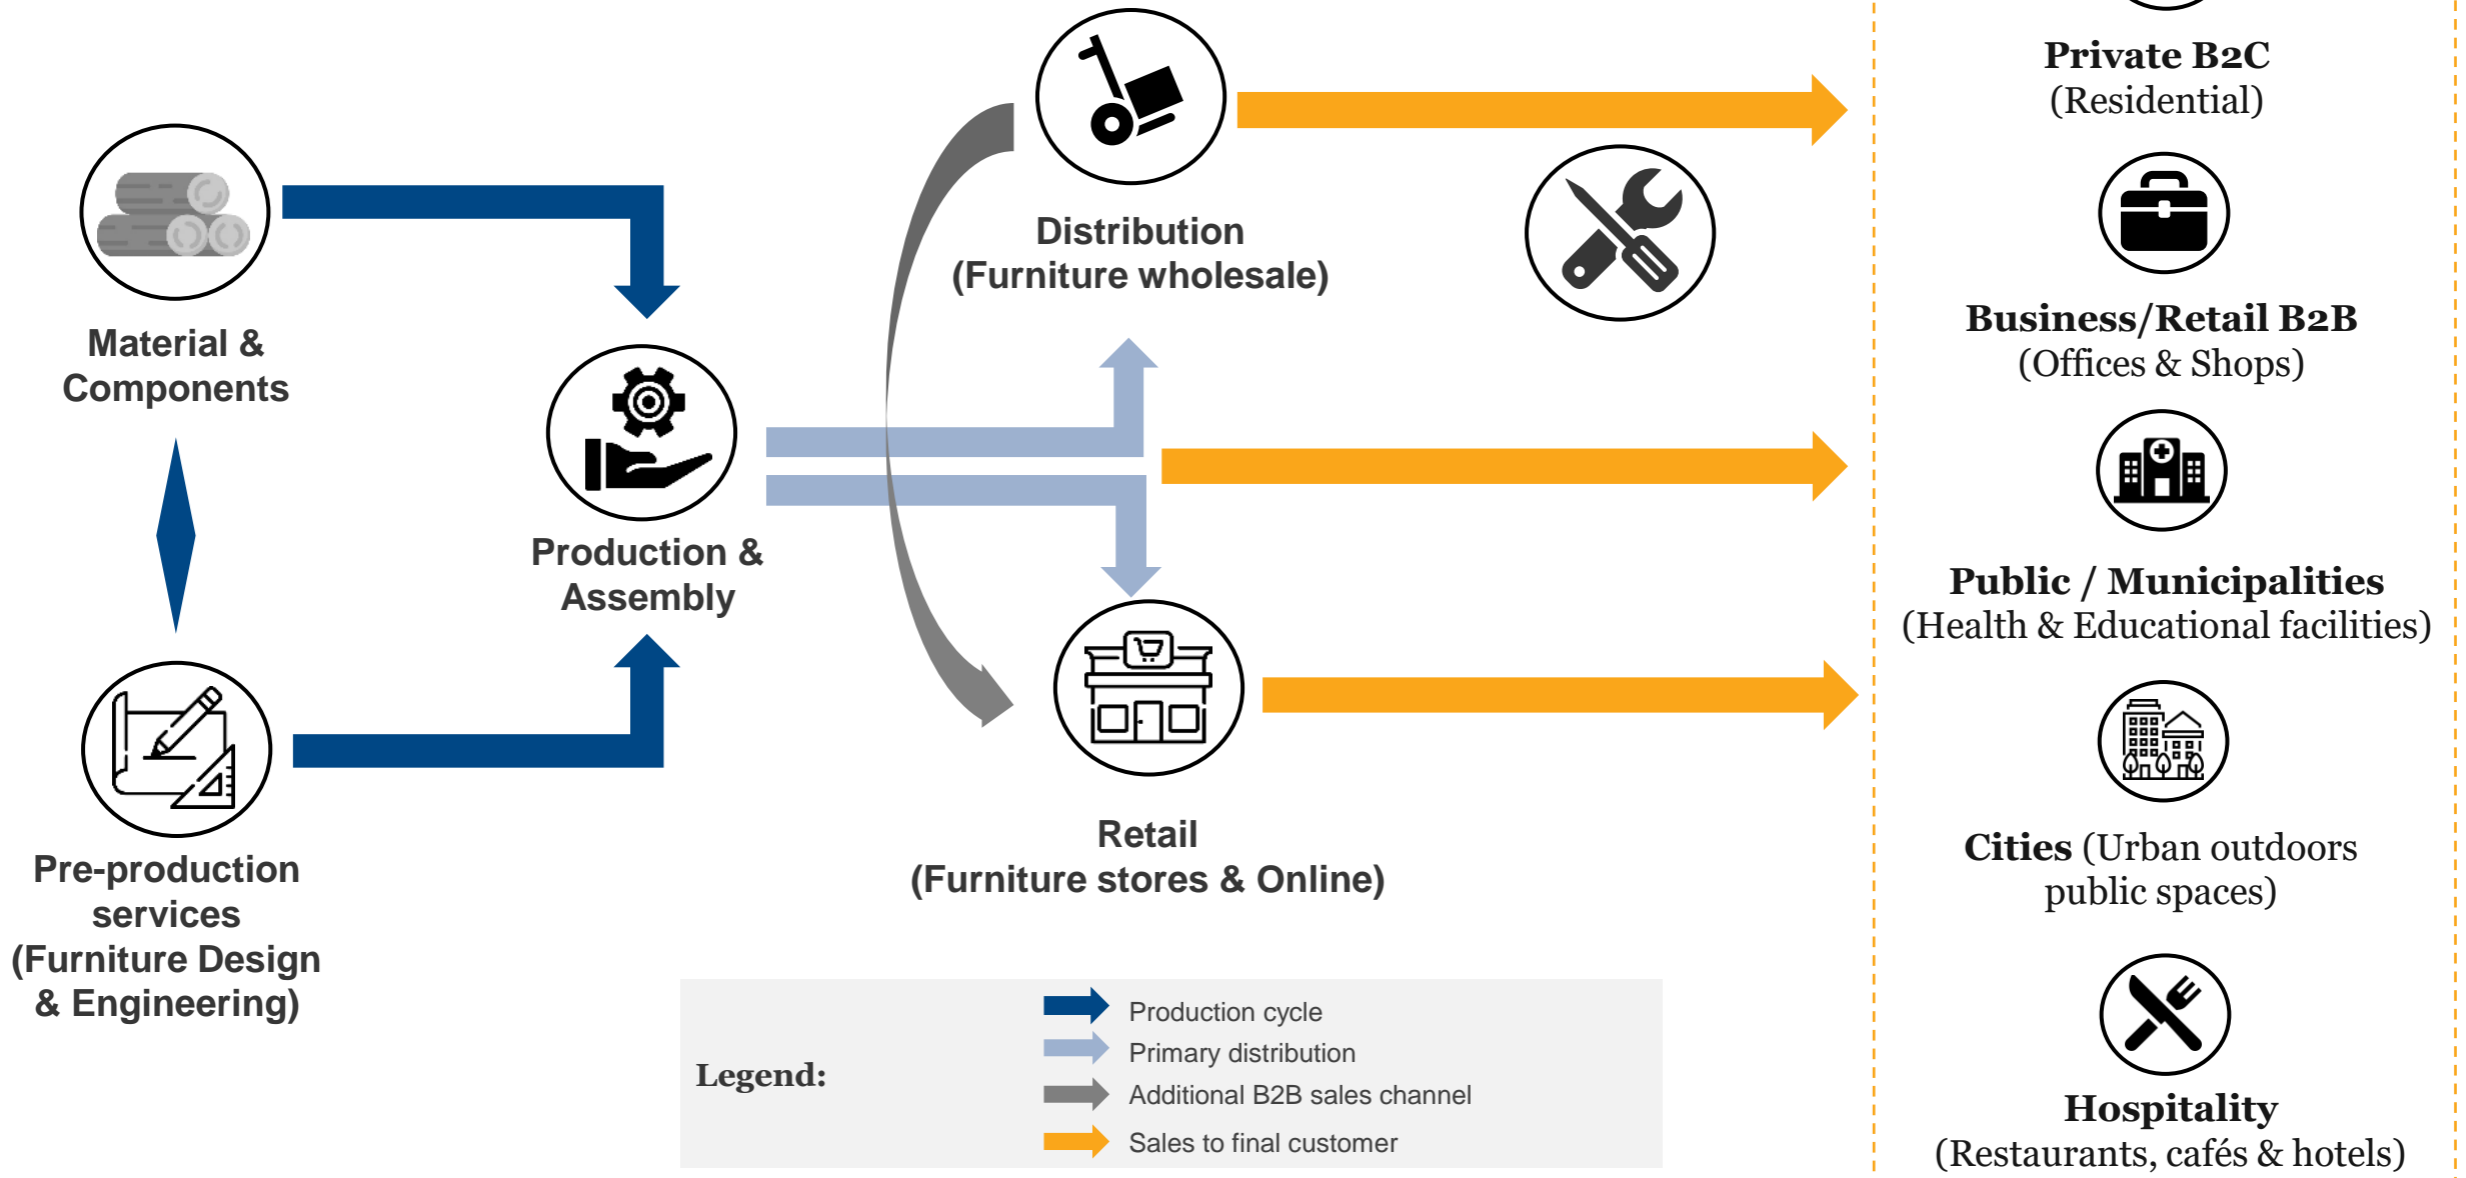 Material &
Components
Pre-production
services
(Furniture Design
& Engineering)
Production &
Assembly
Distribution
(Furniture wholesale)
Retail
(Furniture stores & Online)
Private B2C
(Residential)
Business/Retail B2B
(Offices & Shops)
Public / Municipalities
(Health & Educational facilities)
Cities (Urban outdoors
public spaces)
Hospitality
(Restaurants, cafés & hotels)
Legend:
Production cycle
Primary distribution
Additional B2B sales channel
Sales to final customer